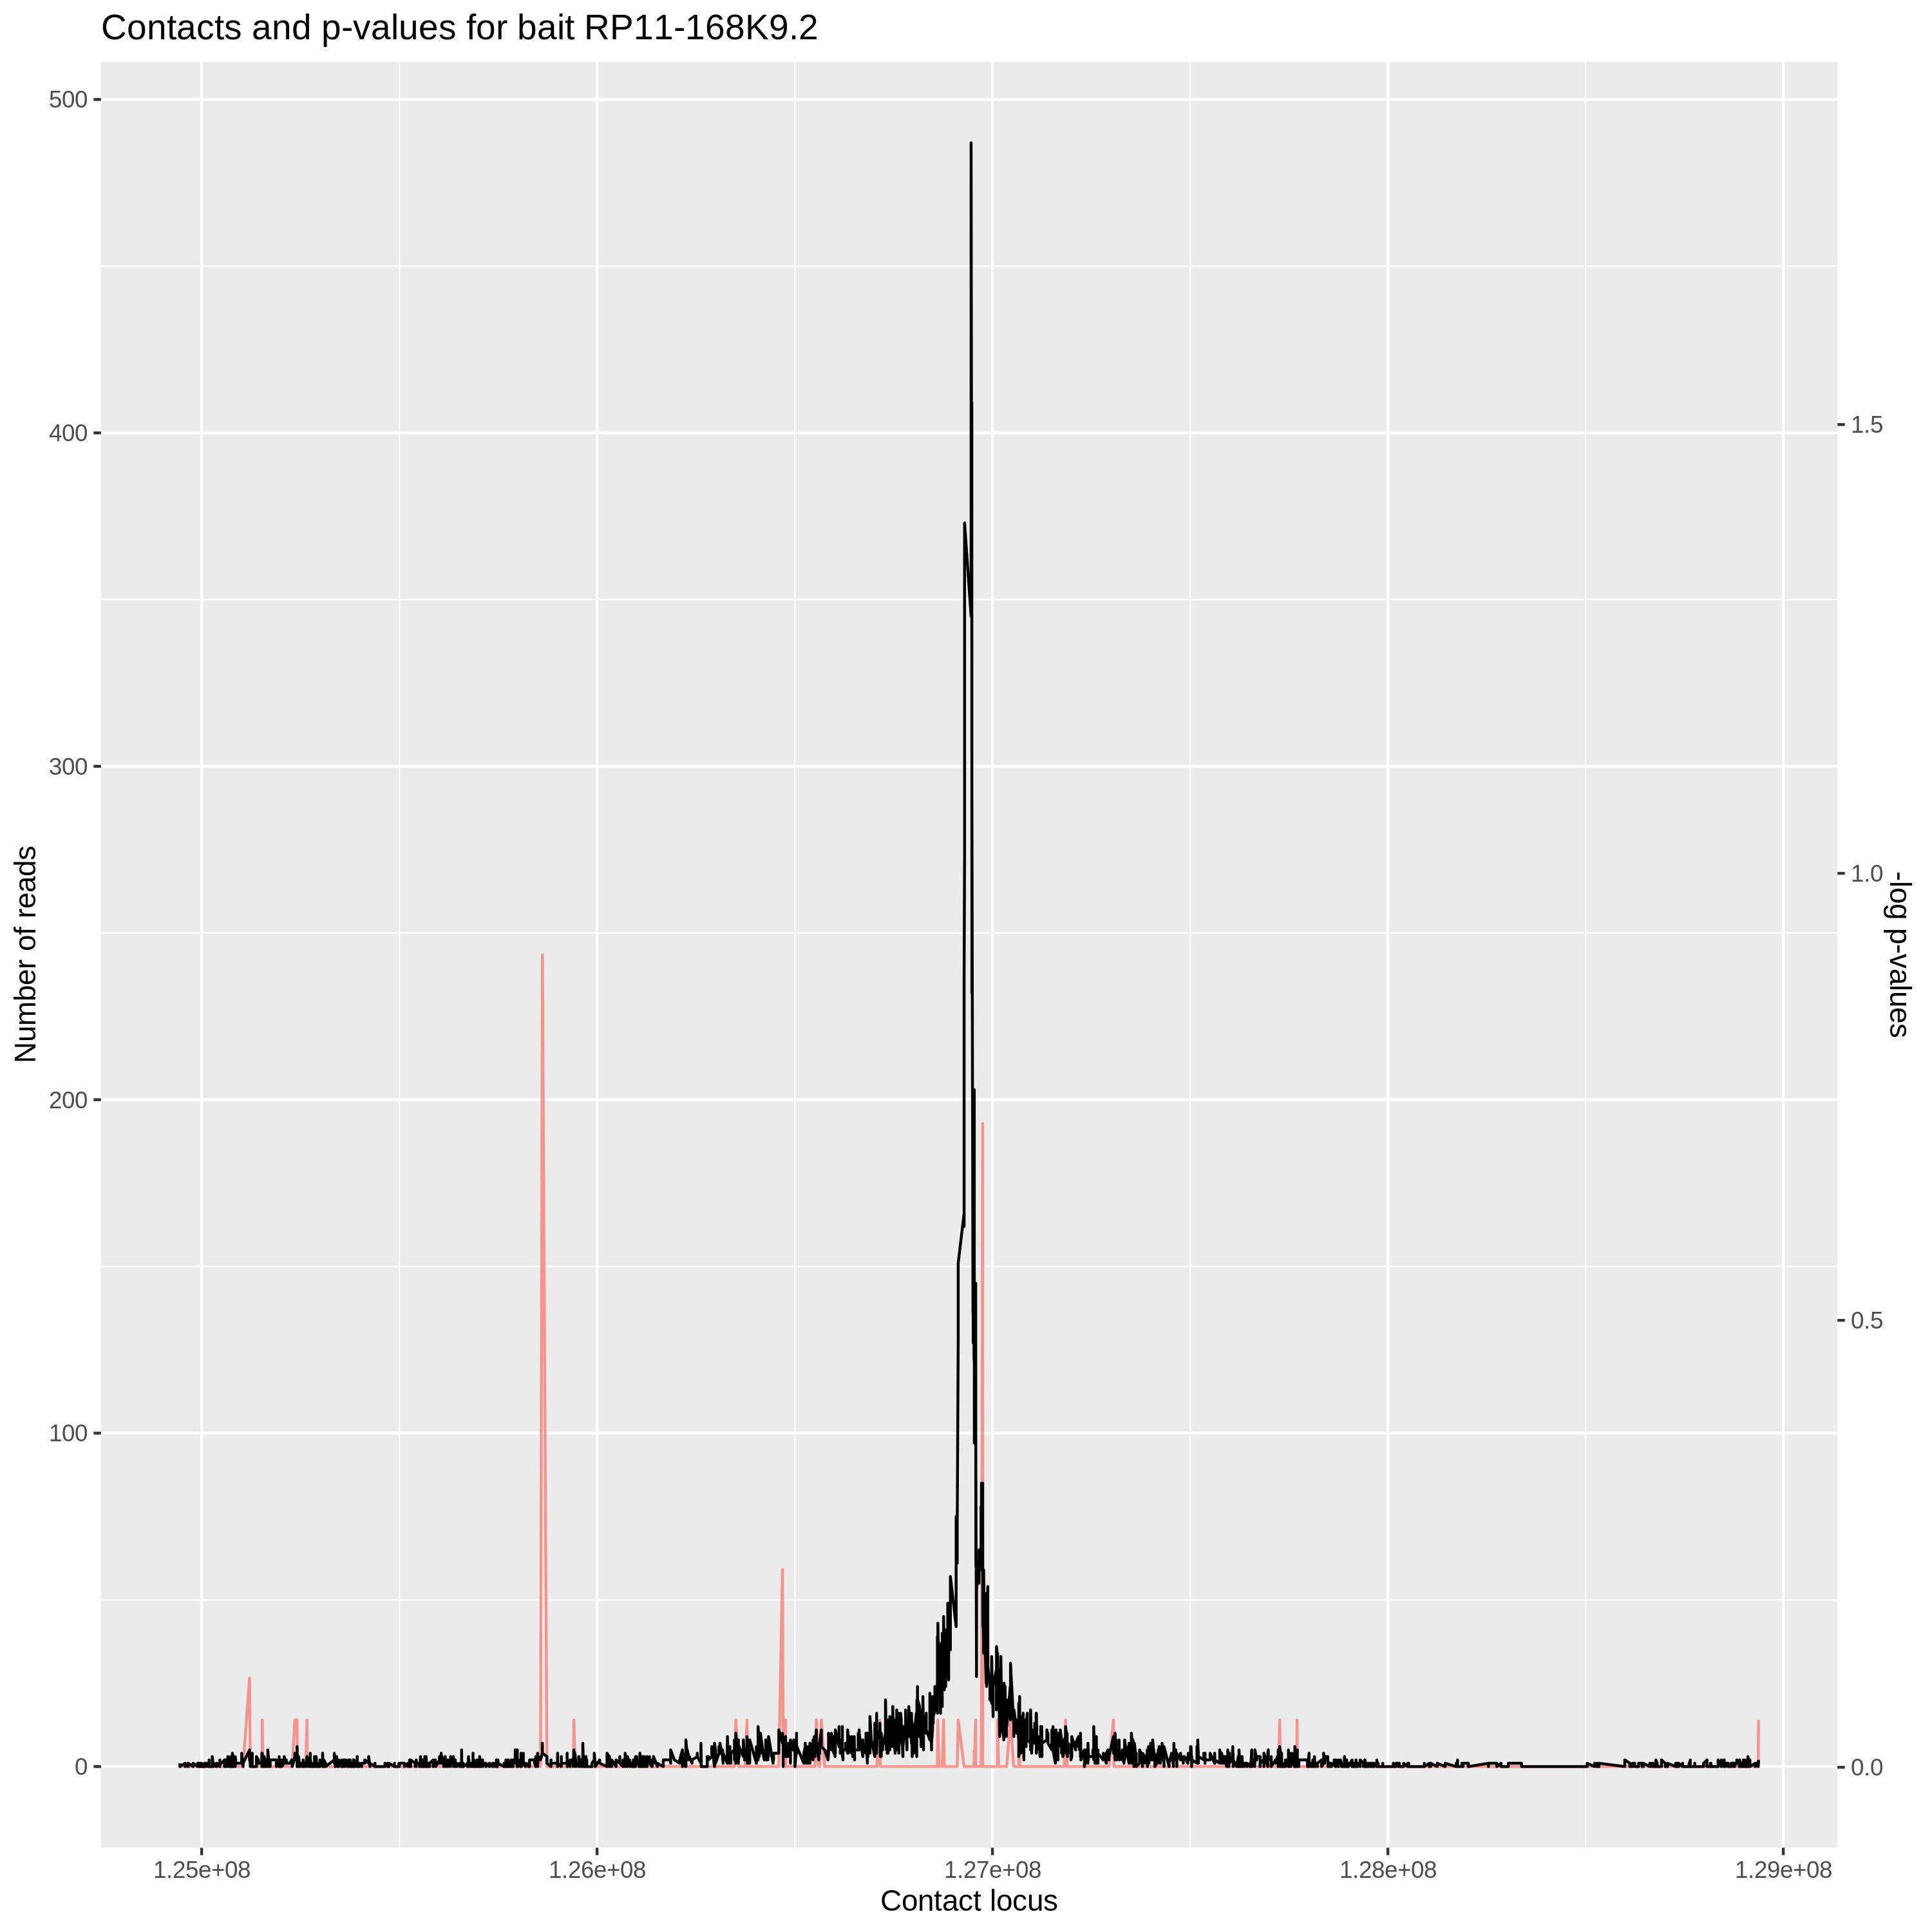 Contacts and p-values for bait RP11-168K9.2
500
400
300
200
100
0
Number of reads
1.5
1.0
0.5
0.0
-log p-values
1.25e+08
1.26e+08
1.27e+08
1.28e+08
1.29e+08
Contact locus